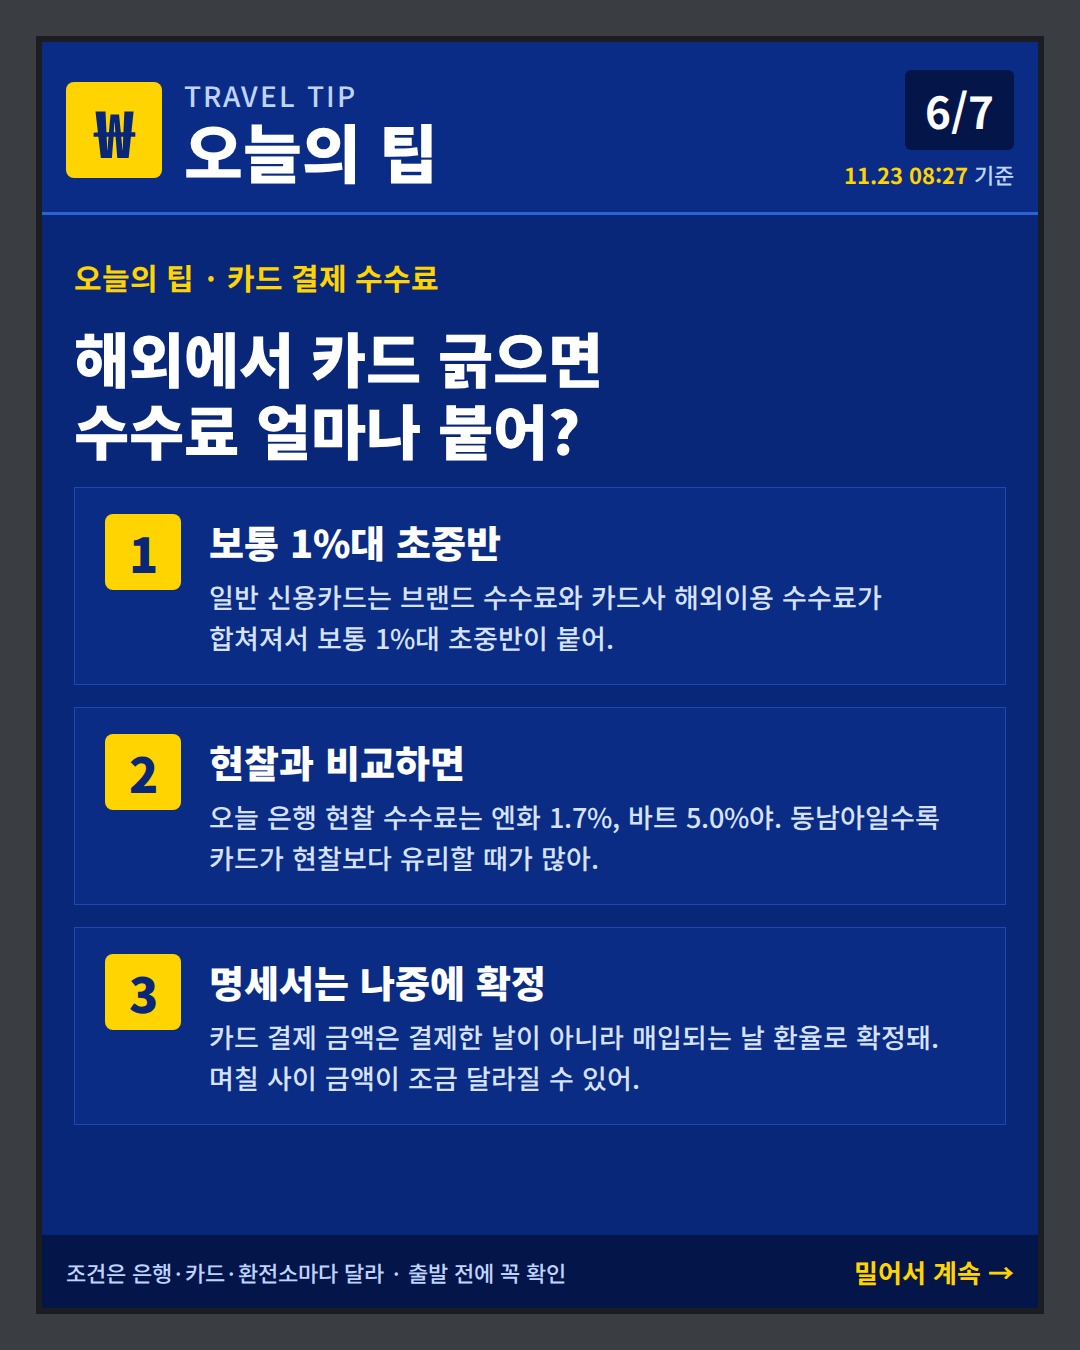 ₩
TRAVEL TIP
오늘의 팁
6/7
11.23 08:27 기준
오늘의 팁 · 카드 결제 수수료
해외에서 카드 긁으면
수수료 얼마나 붙어?
1
보통 1%대 초중반
일반 신용카드는 브랜드 수수료와 카드사 해외이용 수수료가
합쳐져서 보통 1%대 초중반이 붙어.
2
현찰과 비교하면
오늘 은행 현찰 수수료는 엔화 1.7%, 바트 5.0%야. 동남아일수록
카드가 현찰보다 유리할 때가 많아.
3
명세서는 나중에 확정
카드 결제 금액은 결제한 날이 아니라 매입되는 날 환율로 확정돼.
며칠 사이 금액이 조금 달라질 수 있어.
조건은 은행·카드·환전소마다 달라 · 출발 전에 꼭 확인
밀어서 계속 →